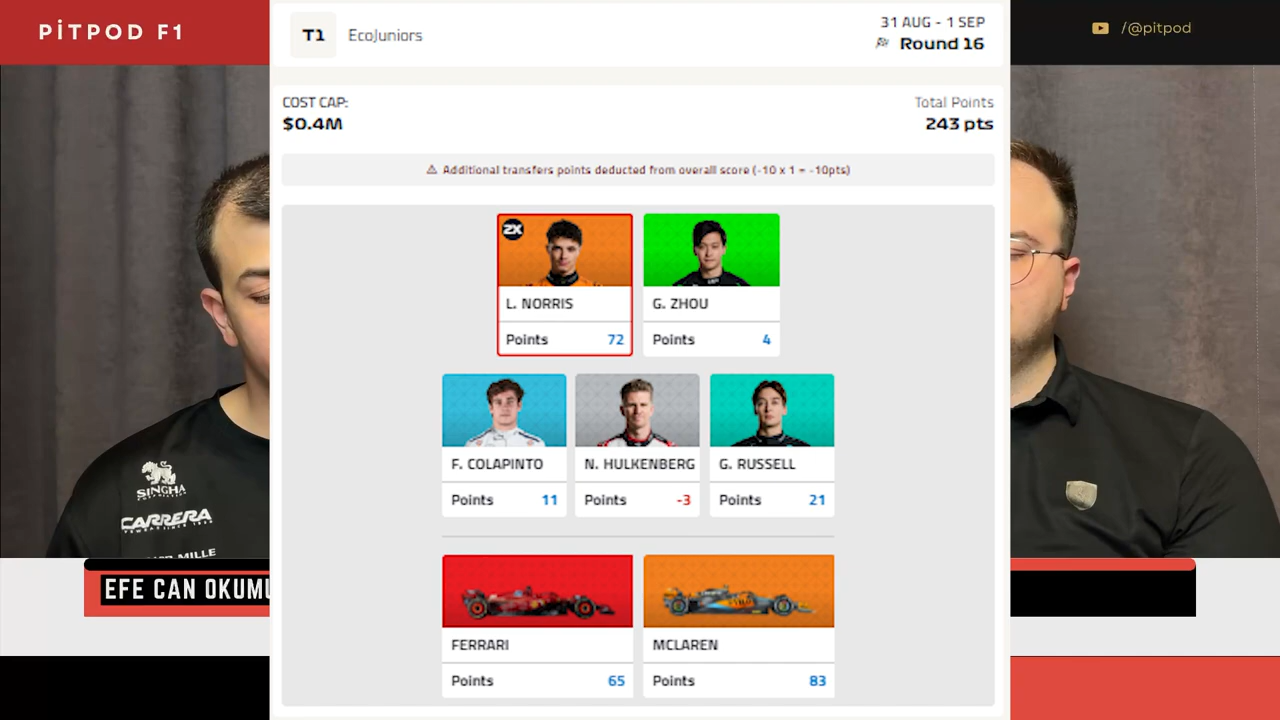 PİTPOD F1
/@pitpod
T1
EcoJuniors
31 AUG - 1 SEP
Round 16
COST CAP:
$0.4M
Total Points
243 pts
Additional transfers points deducted from overall score (-10 x 1 = -10pts)
2X
L. NORRIS
Points 72
G. ZHOU
Points 4
F. COLAPINTO
Points 11
N. HULKENBERG
Points -3
G. RUSSELL
Points 21
FERRARI
Points 65
MCLAREN
Points 83
SINGHA
CARRERA
MILLE
EFE CAN OKUMU